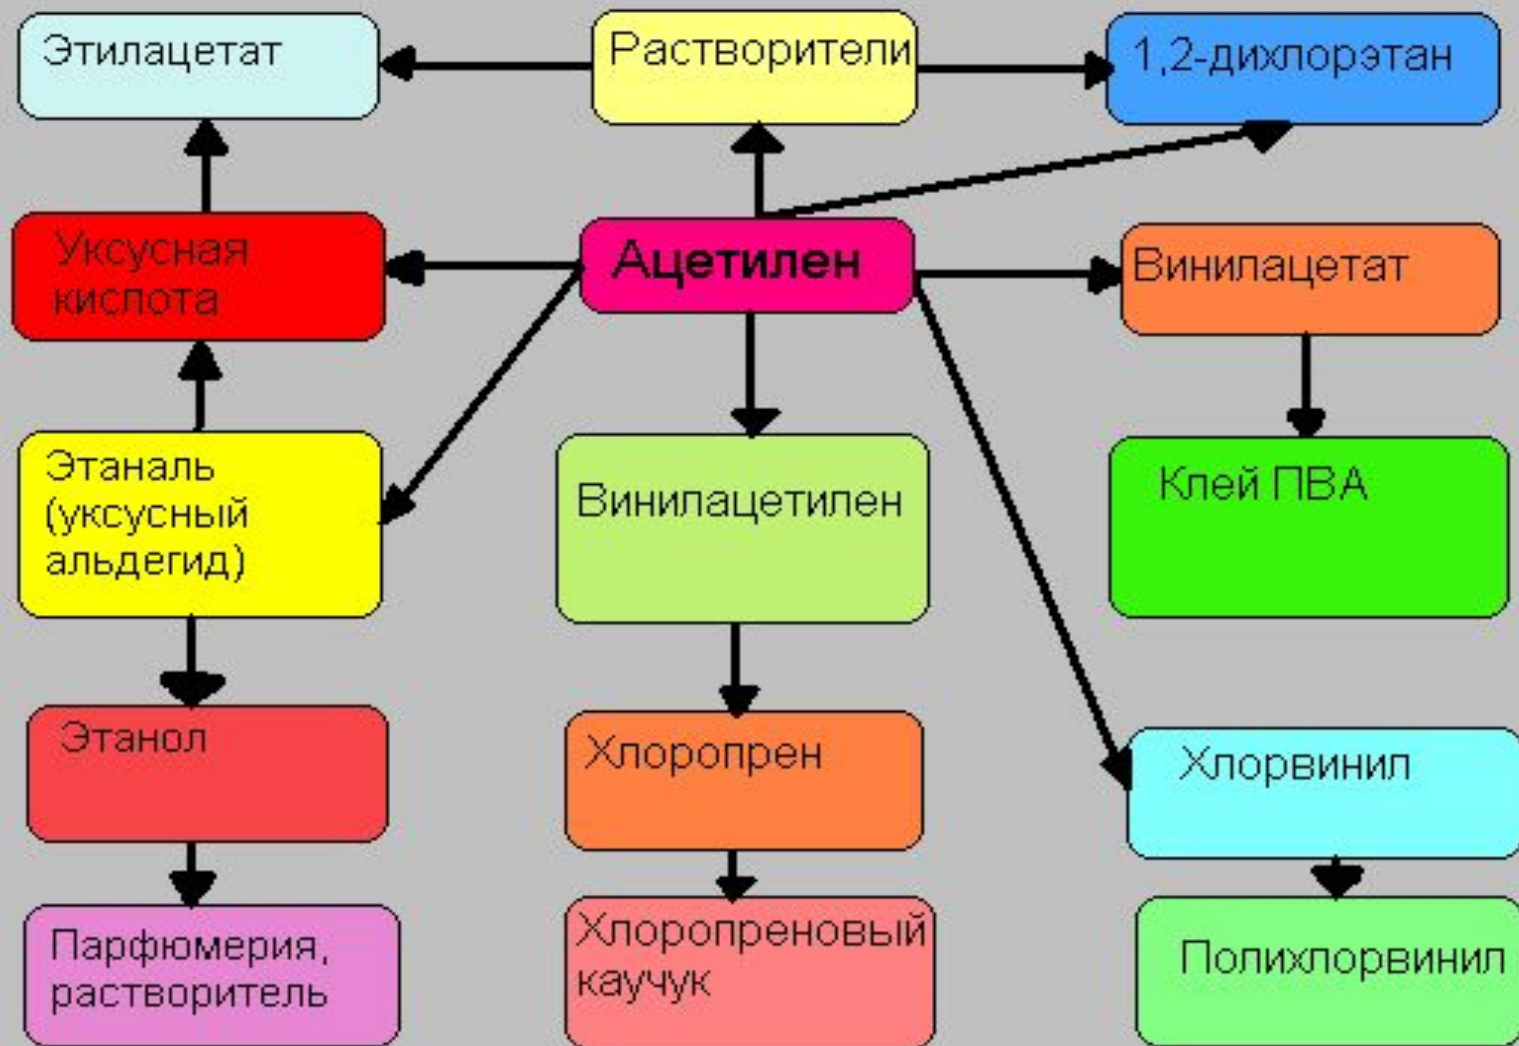 Этилацетат
Растворители
1,2-дихлорэтан
Уксусная
кислота
Ацетилен
Винилацетат
Этаналь
(уксусный
альдегид)
Винилацетилен
Клей ПВА
Этанол
Хлоропрен
Хлорвинил
Парфюмерия,
растворитель
Хлоропреновый
каучук
Полихлорвинил